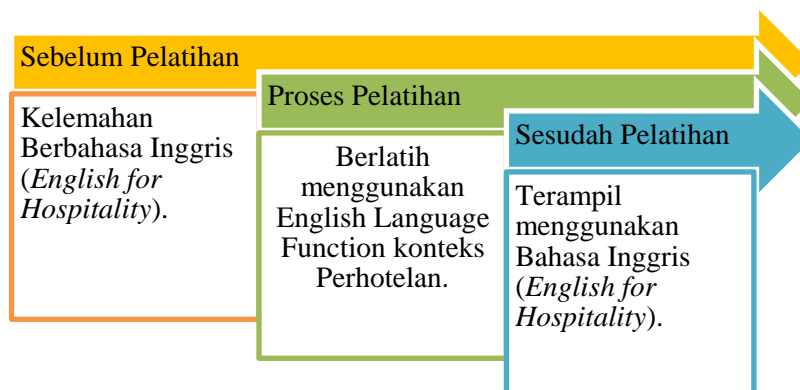 Sebelum Pelatihan
Kelemahan
Berbahasa Inggris
(English for
Hospitality).
Proses Pelatihan
Berlatih
menggunakan
English Language
Function konteks
Perhotelan.
Sesudah Pelatihan
Terampil
menggunakan
Bahasa Inggris
(English for
Hospitality).